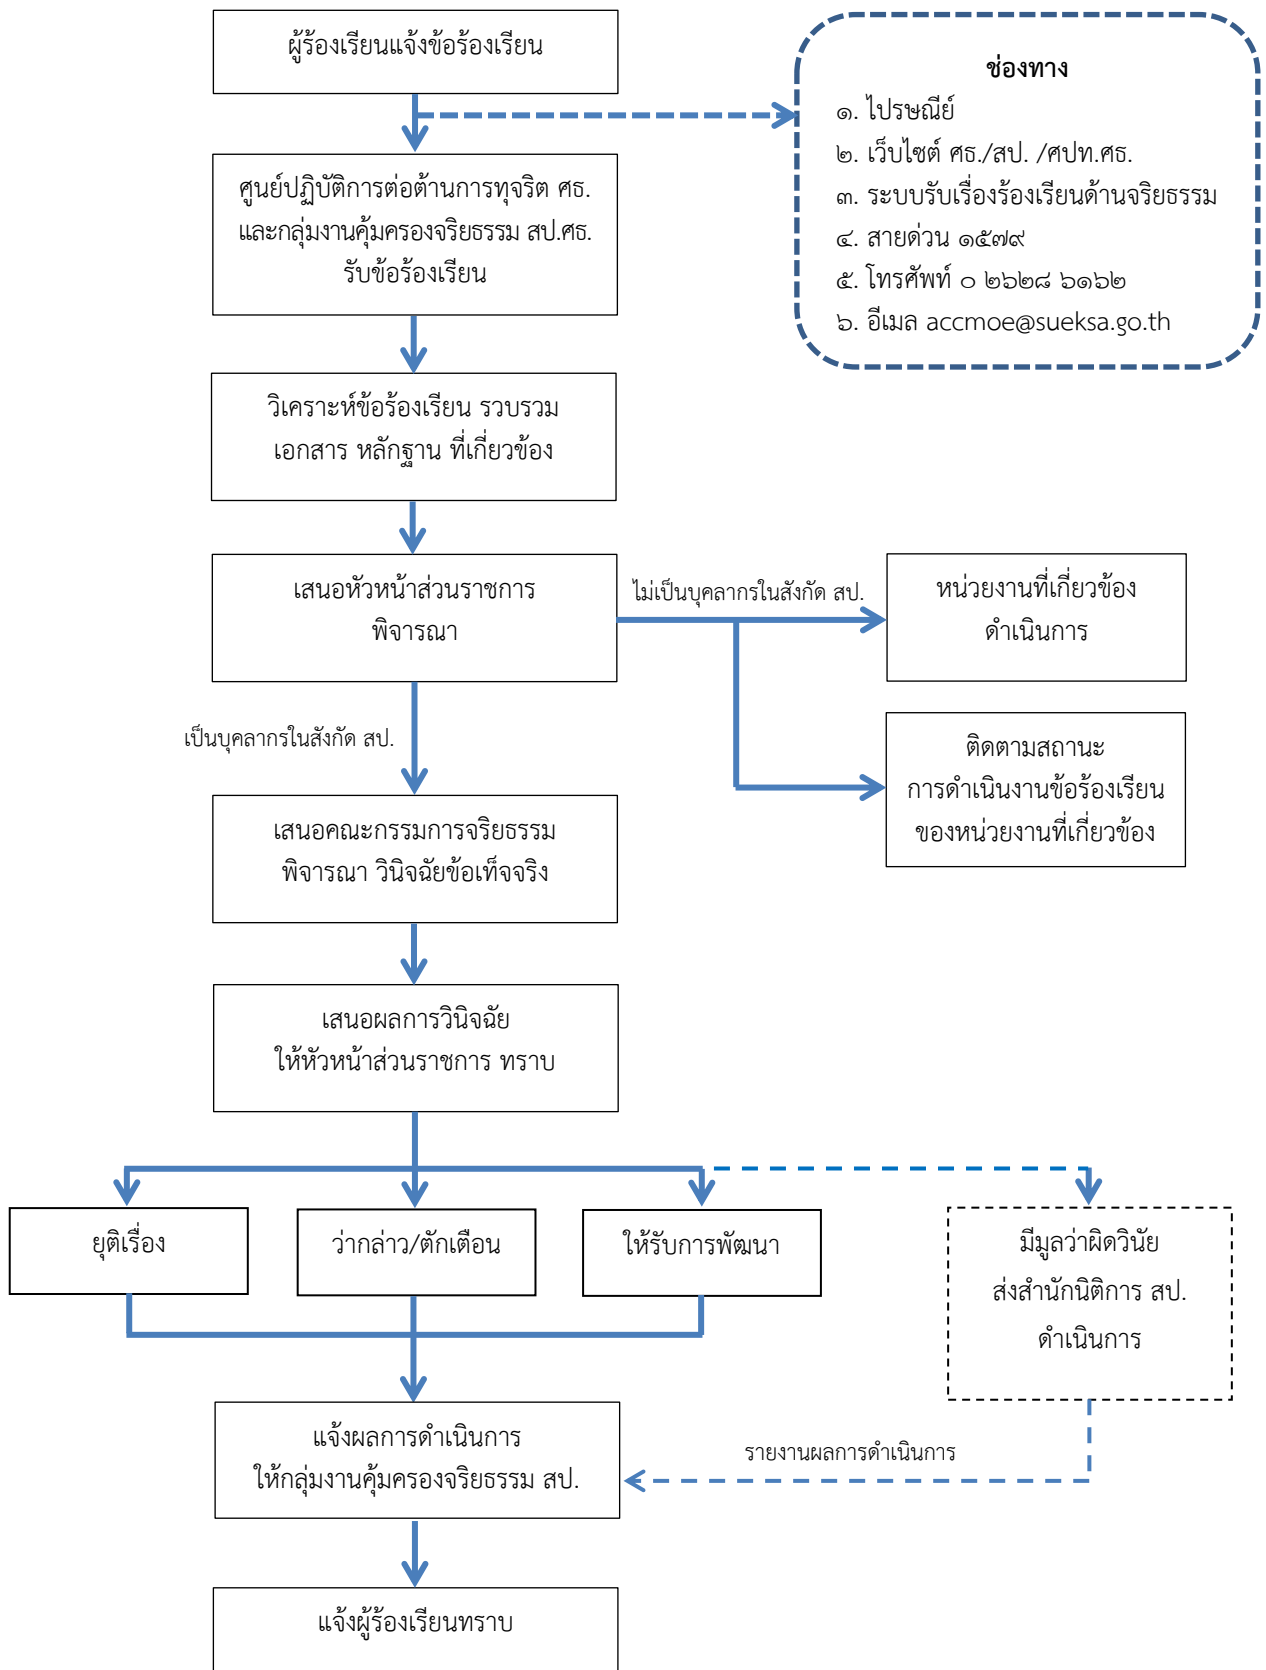 ผู้ร้องเรียนแจ้งข้อร้องเรียน
ช่องทาง
๑. ไปรษณีย์
๒. เว็บไซต์ ศธ./สป. /ศปท.ศธ.
๓. ระบบรับเรื่องร้องเรียนด้านจริยธรรม
๔. สายด่วน ๑๕๗๙
๕. โทรศัพท์ ๐ ๒๖๒๘ ๖๑๖๒
๖. อีเมล accmoe@sueksa.go.th
ศูนย์ปฏิบัติการต่อต้านการทุจริต ศธ.
และกลุ่มงานคุ้มครองจริยธรรม สป.ศธ.
รับข้อร้องเรียน
วิเคราะห์ข้อร้องเรียน รวบรวม
เอกสาร หลักฐาน ที่เกี่ยวข้อง
เสนอหัวหน้าส่วนราชการ
พิจารณา
ไม่เป็นบุคลากรในสังกัด สป.
หน่วยงานที่เกี่ยวข้อง
ดำเนินการ
ติดตามสถานะ
การดำเนินงานข้อร้องเรียน
ของหน่วยงานที่เกี่ยวข้อง
เป็นบุคลากรในสังกัด สป.
เสนอคณะกรรมการจริยธรรม
พิจารณา วินิจฉัยข้อเท็จจริง
เสนอผลการวินิจฉัย
ให้หัวหน้าส่วนราชการ ทราบ
ยุติเรื่อง
ว่ากล่าว/ตักเตือน
ให้รับการพัฒนา
มีมูลว่าผิดวินัย
ส่งสำนักนิติการ สป.
ดำเนินการ
แจ้งผลการดำเนินการ
ให้กลุ่มงานคุ้มครองจริยธรรม สป.
รายงานผลการดำเนินการ
แจ้งผู้ร้องเรียนทราบ